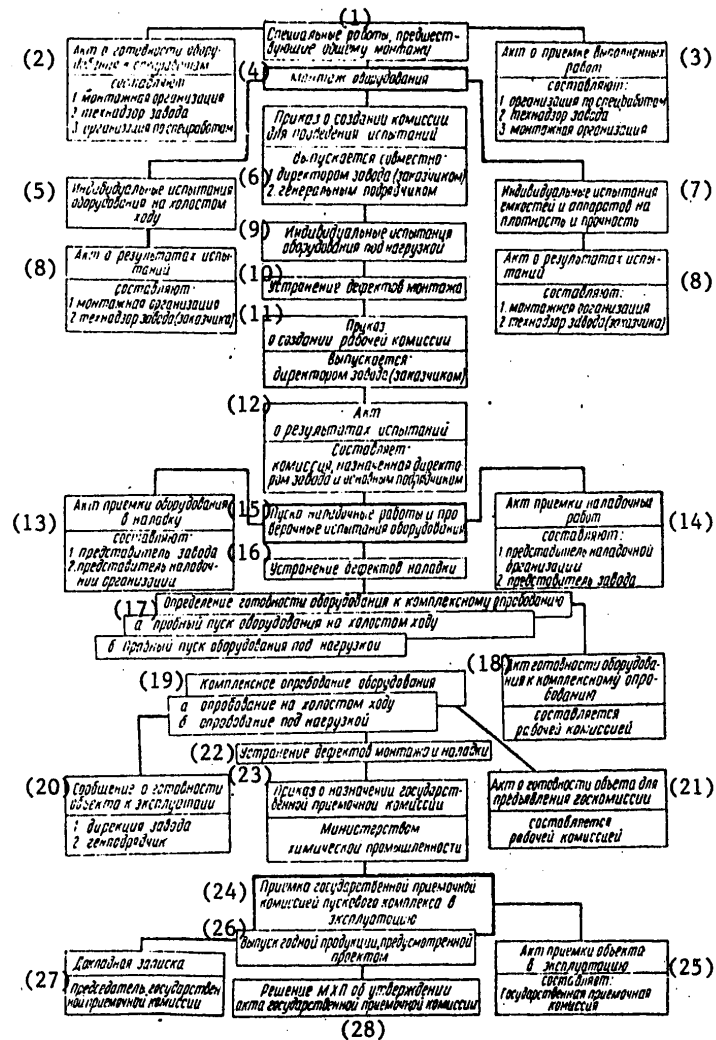 (1)
Специальные работы, предшест-
вующие общему монтажу
(2)
Акт о готовности обору-
дования к спецработам
составляют
1 монтажная организация
2 технадзор завода
3 организация по спецработам
(3)
Акт о приемке выполненных
работ
составляют:
1 организация по спецработам
2 технадзор завода
3 монтажная организация
(4)
Монтаж оборудования
Приказ о создании комиссии
для проведения испытаний
(6)
выпускается совместно:
1 директором завода (заказчиком)
2. генеральным подрядчиком
(5)
Индивидуальные испытания
оборудования на холостом
ходу
(7)
Индивидуальные испытания
емкостей и аппаратов на
плотность и прочность
(9)
Индивидуальные испытания
оборудования под нагрузкой
(8)
Акт о результатах испы-
таний
составляют:
1 монтажная организация
2 технадзор завода (заказчика)
(8)
Акт о результатах испы-
таний
составляют:
1. монтажная организация
2 технадзор завода (заказчика)
(10)
Устранение дефектов монтажа
(11)
Приказ
о создании рабочей комиссии
Выпускается:
директором завода (заказчиком)
(12)
Акт
о результатах испытаний
Составляет:
комиссия, назначенная директо
ром завода и основным подрядчиком
(13)
Акт приемки оборудования
в наладку
составляют:
1 представитель завода
2. представитель наладоч-
ной организации
(15)
Пуско наладочные работы и про
верочные испытания оборудования
(14)
Акт приемки наладочных
работ
составляют:
1 представитель наладочной
организации
2 представитель завода
(16)
Устранение дефектов наладки
(17)
Определение готовности оборудования к комплексному опробованию
а пробный пуск оборудования на холостом ходу
б Пробный пуск оборудования под нагрузкой
(18)
Акт готовности оборудова-
ния к комплексному опро-
бованию
составляется
рабочей комиссией
(19)
Комплексное опробование оборудования
а опробование на холостом ходу
б опробование под нагрузкой
(22)
Устранение дефектов монтажа и наладки
(20)
Сообщение о готовности
объекта к эксплуатации
1 дирекция завода
2 генподрядчик
(23)
Приказ о назначении государст-
венной приемочной комиссии
Министерством
химической промышленности
(21)
Акт о готовности объета для
предъявления госкомиссии
составляется
рабочей комиссией
(24)
Приемка государственной приемочной
комиссией пускового комплекса в
эксплуатацию
(26)
Выпуск годной продукции, предусмотренной
проектом
(27)
Докладная записка
Председатель государствен
ной приемочной комиссии
(25)
Акт приемки объекта
в эксплуатацию
составляет:
Государственная приемочная
комиссия
Решение МХП об утверждении
акта государственной приемочной комиссии
(28)